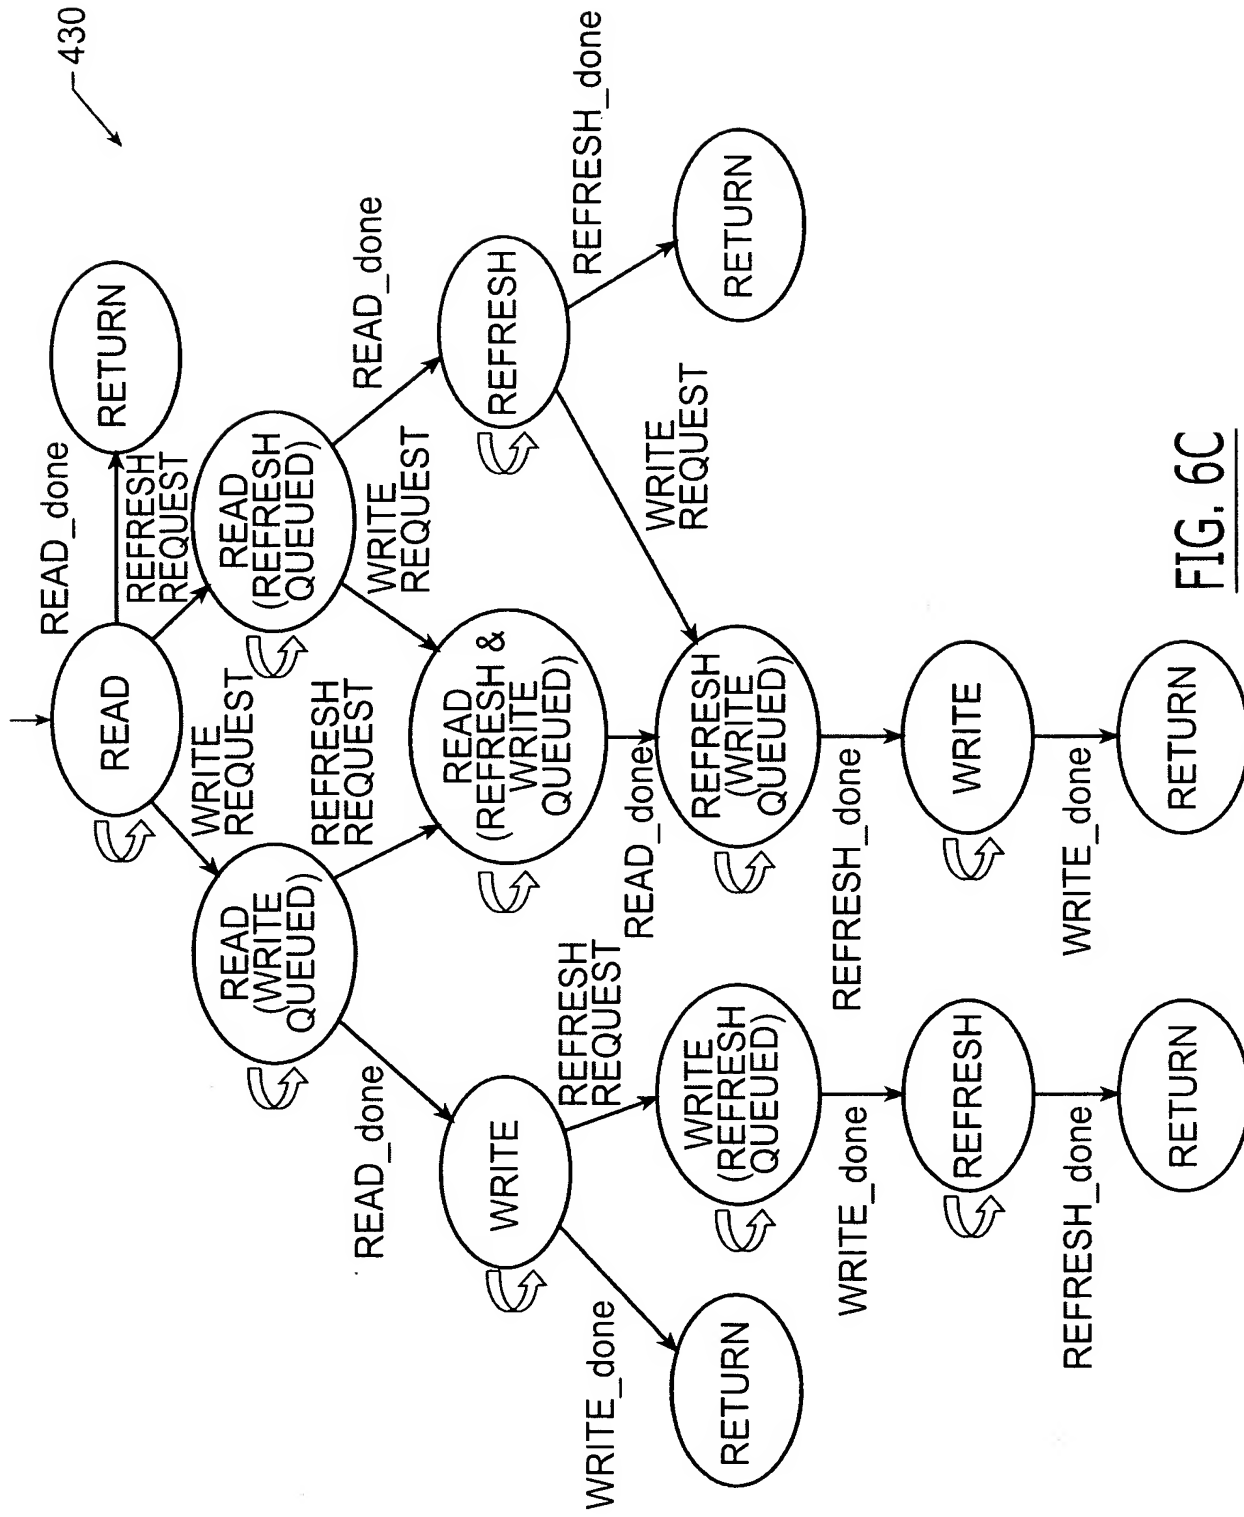 430
READ_done
READ
RETURN
WRITE
REQUEST
REFRESH
REQUEST
READ
(WRITE
QUEUED)
READ
(REFRESH
QUEUED)
READ_done
REFRESH
REQUEST
WRITE
REQUEST
READ_done
WRITE
READ
(REFRESH &
WRITE
QUEUED)
REFRESH
WRITE_done
REFRESH
REQUEST
READ_done
WRITE
REQUEST
REFRESH_done
RETURN
WRITE
(REFRESH
QUEUED)
REFRESH
(WRITE
QUEUED)
RETURN
WRITE_done
REFRESH_done
REFRESH
WRITE
REFRESH_done
WRITE_done
RETURN
RETURN
FIG. 6C